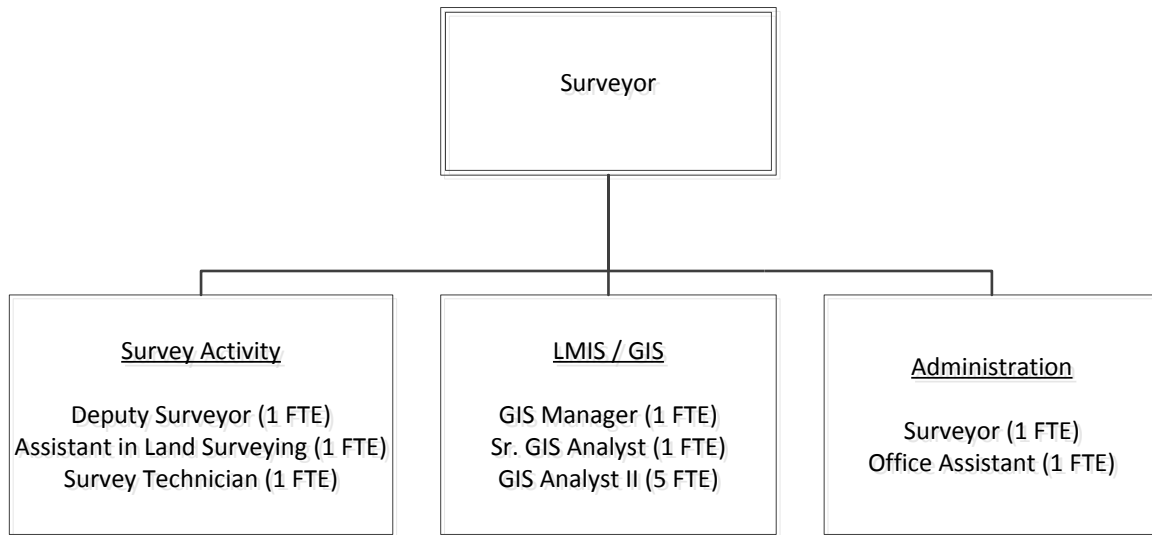 Surveyor
Survey Activity
Deputy Surveyor (1 FTE)
Assistant in Land Surveying (1 FTE)
Survey Technician (1 FTE)
LMIS / GIS
GIS Manager (1 FTE)
Sr. GIS Analyst (1 FTE)
GIS Analyst II (5 FTE)
Administration
Surveyor (1 FTE)
Office Assistant (1 FTE)